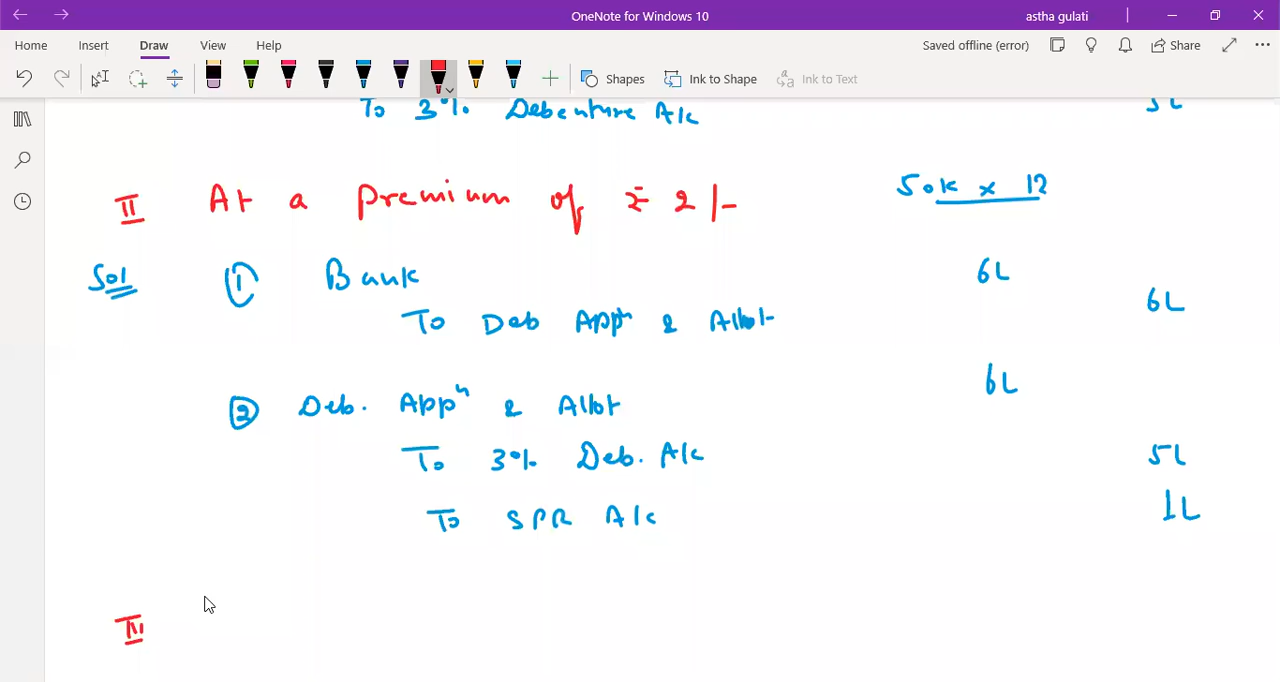 OneNote for Windows 10
astha gulati
Home Insert Draw View Help
Saved offline (error) Share
Shapes Ink to Shape Ink to Text
To 3% Debenture A/c 5L
II At a premium of ₹ 2/- 50K x 12
Sol ① Bank 6L
To Deb Appⁿ & Allot 6L
② Deb. Appⁿ & Allot 6L
To 3% Deb. A/c 5L
To SPR A/c 1L
III